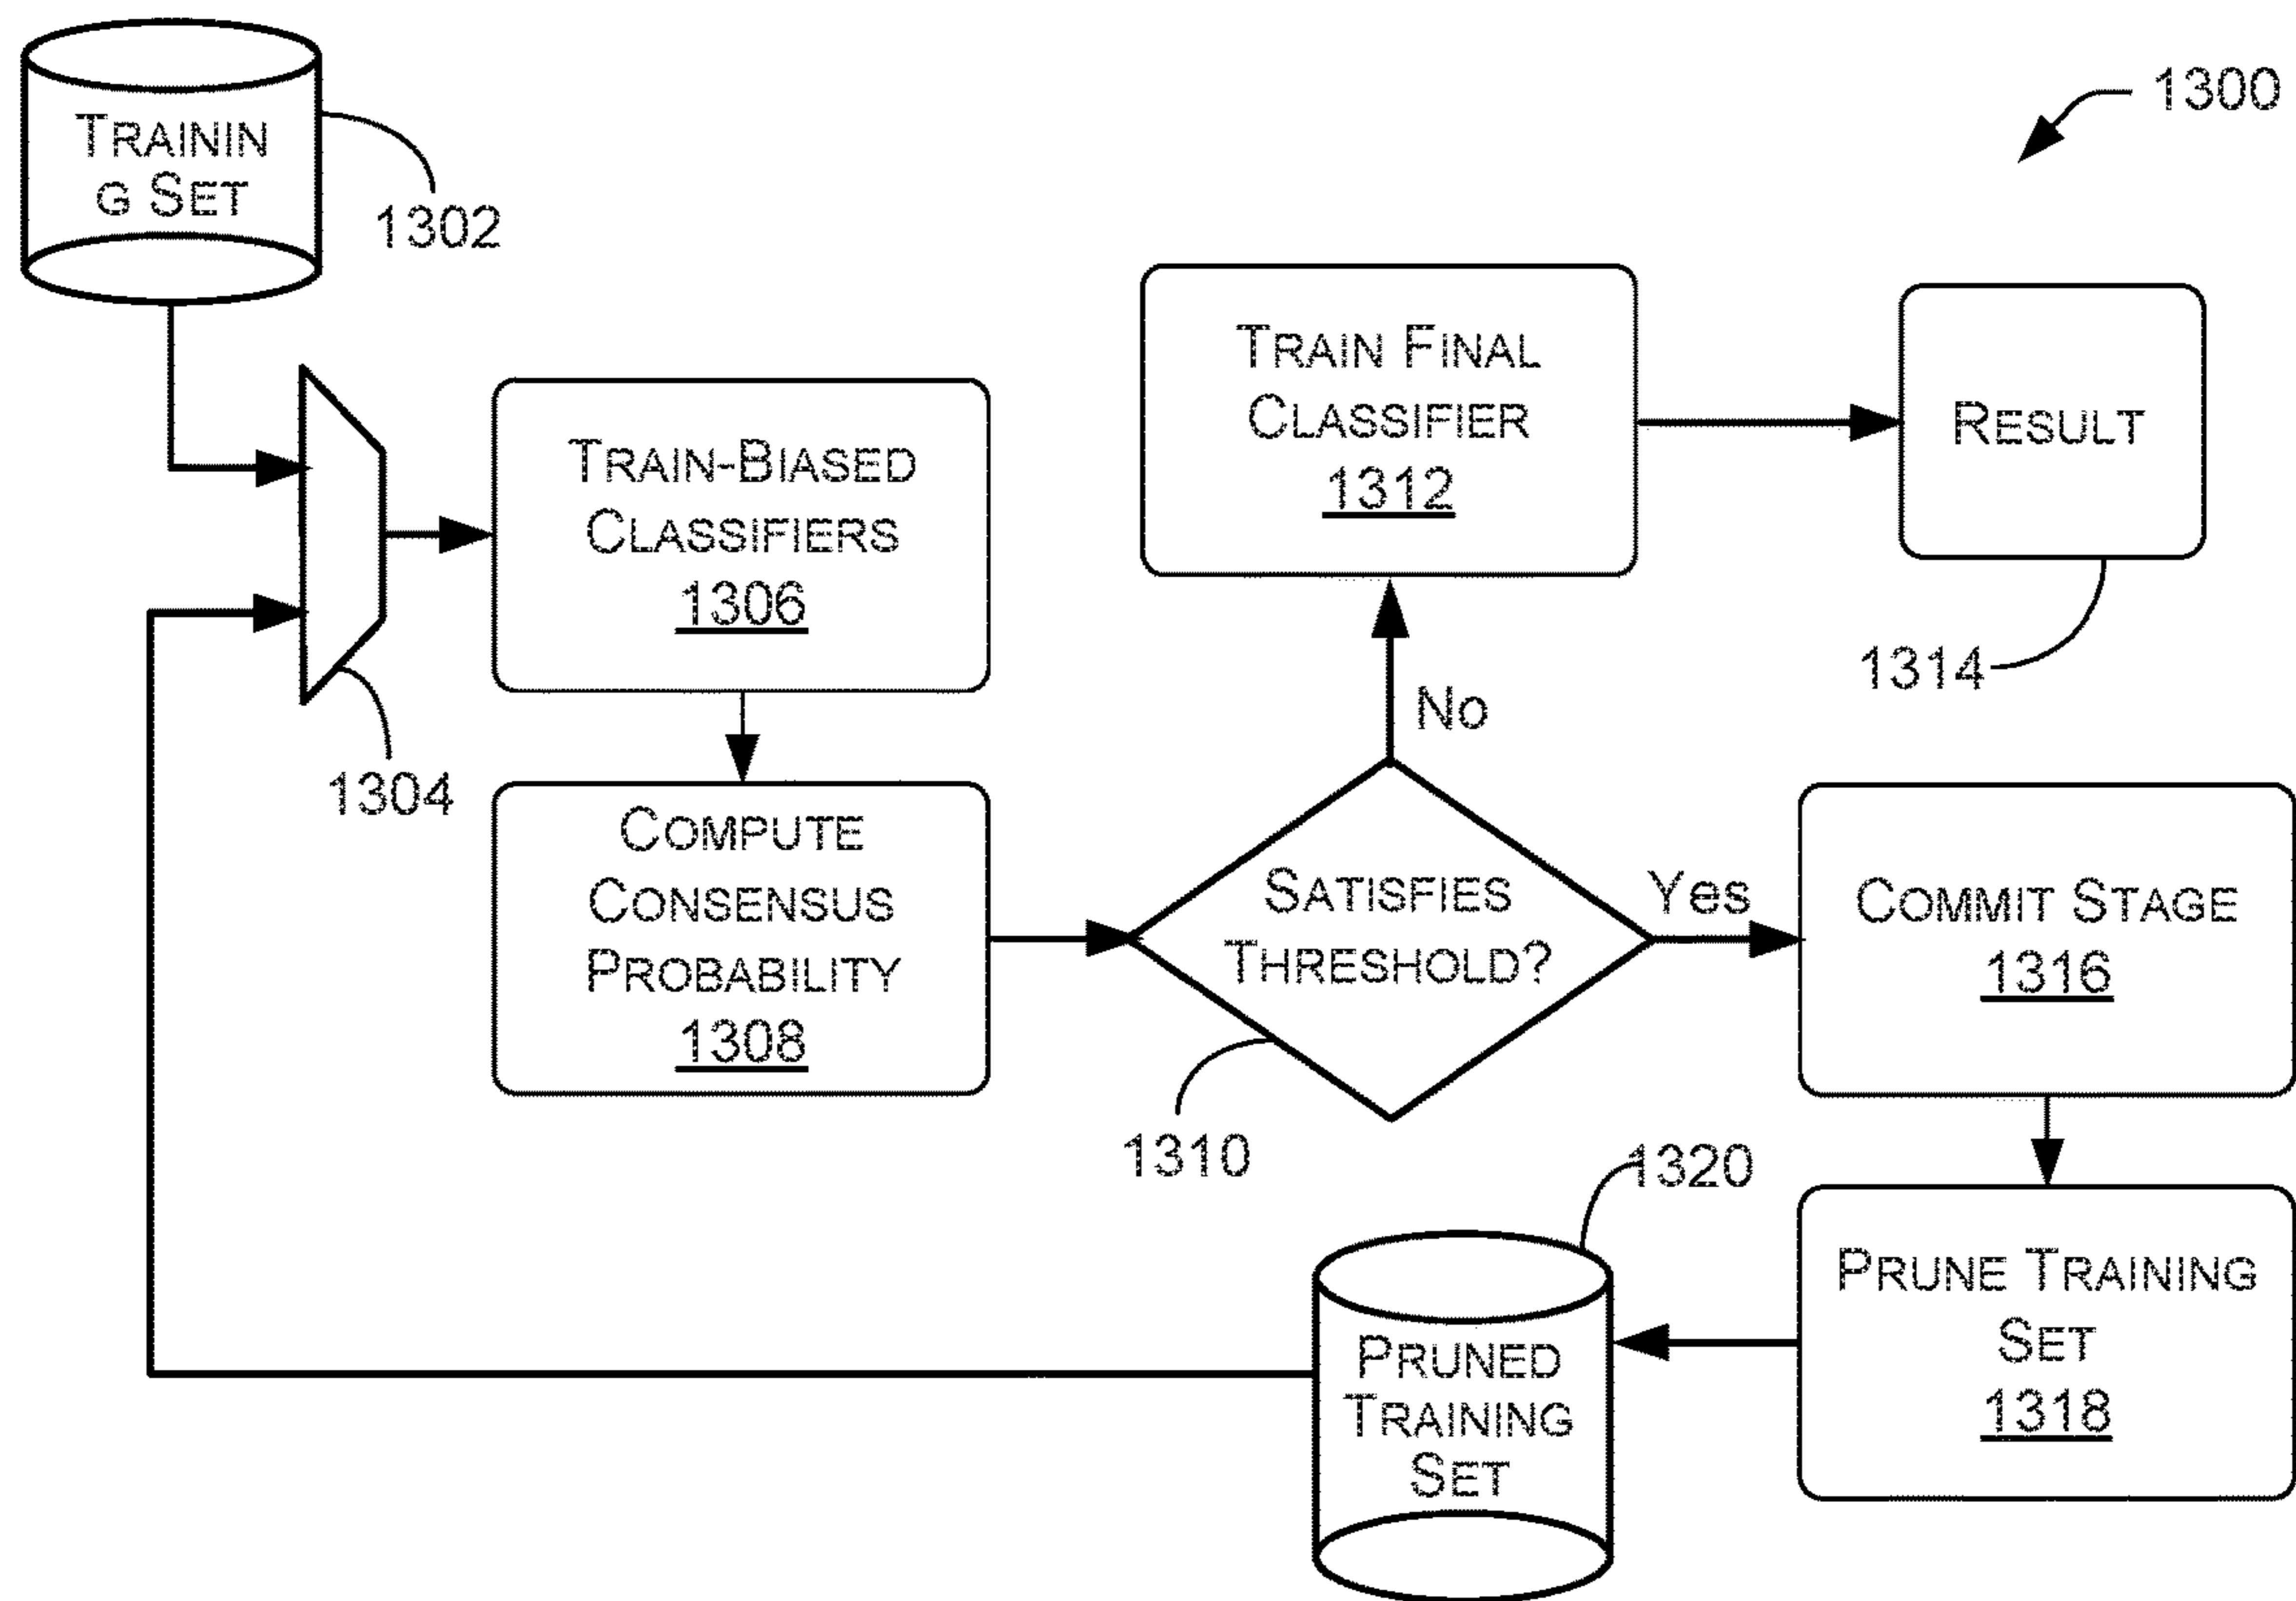 1300
TRAININ
G SET
1302
TRAIN FINAL
CLASSIFIER
1312
RESULT
1314
TRAIN-BIASED
CLASSIFIERS
1306
1304
No
COMPUTE
CONSENSUS
PROBABILITY
1308
SATISFIES
THRESHOLD?
1310
Yes
COMMIT STAGE
1316
1320
PRUNE TRAINING
SET
1318
PRUNED
TRAINING
SET